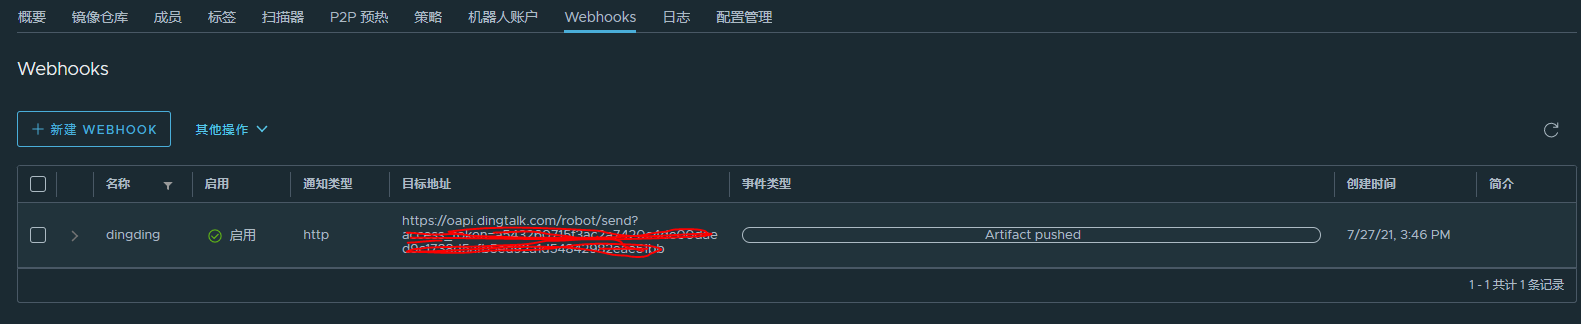 概要 镜像仓库 成员 标签 扫描器 P2P 预热 策略 机器人账户 Webhooks 日志 配置管理
Webhooks
+ 新建 WEBHOOK 其他操作
名称 启用 通知类型 目标地址 事件类型 创建时间 简介
https://oapi.dingtalk.com/robot/send?
dingding 启用 http Artifact pushed 7/27/21, 3:46 PM
1 - 1 共计 1 条记录